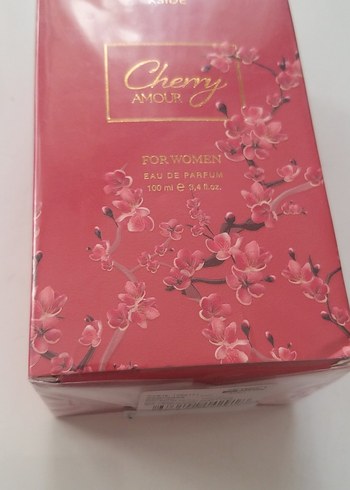 Cherry
AMOUR
FOR WOMEN
EAU DE PARFUM
100 ml ℮ 3,4 fl.oz.